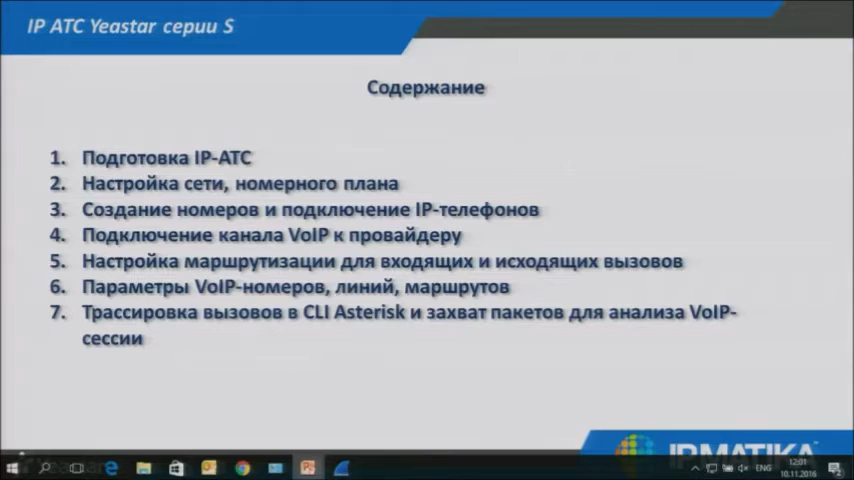 IP АТС Yeastar серии S
Содержание
1. Подготовка IP-АТС
2. Настройка сети, номерного плана
3. Создание номеров и подключение IP-телефонов
4. Подключение канала VoIP к провайдеру
5. Настройка маршрутизации для входящих и исходящих вызовов
6. Параметры VoIP-номеров, линий, маршрутов
7. Трассировка вызовов в CLI Asterisk и захват пакетов для анализа VoIP-
сессии
IPMATIKA
ENG
12:01
10.11.2016